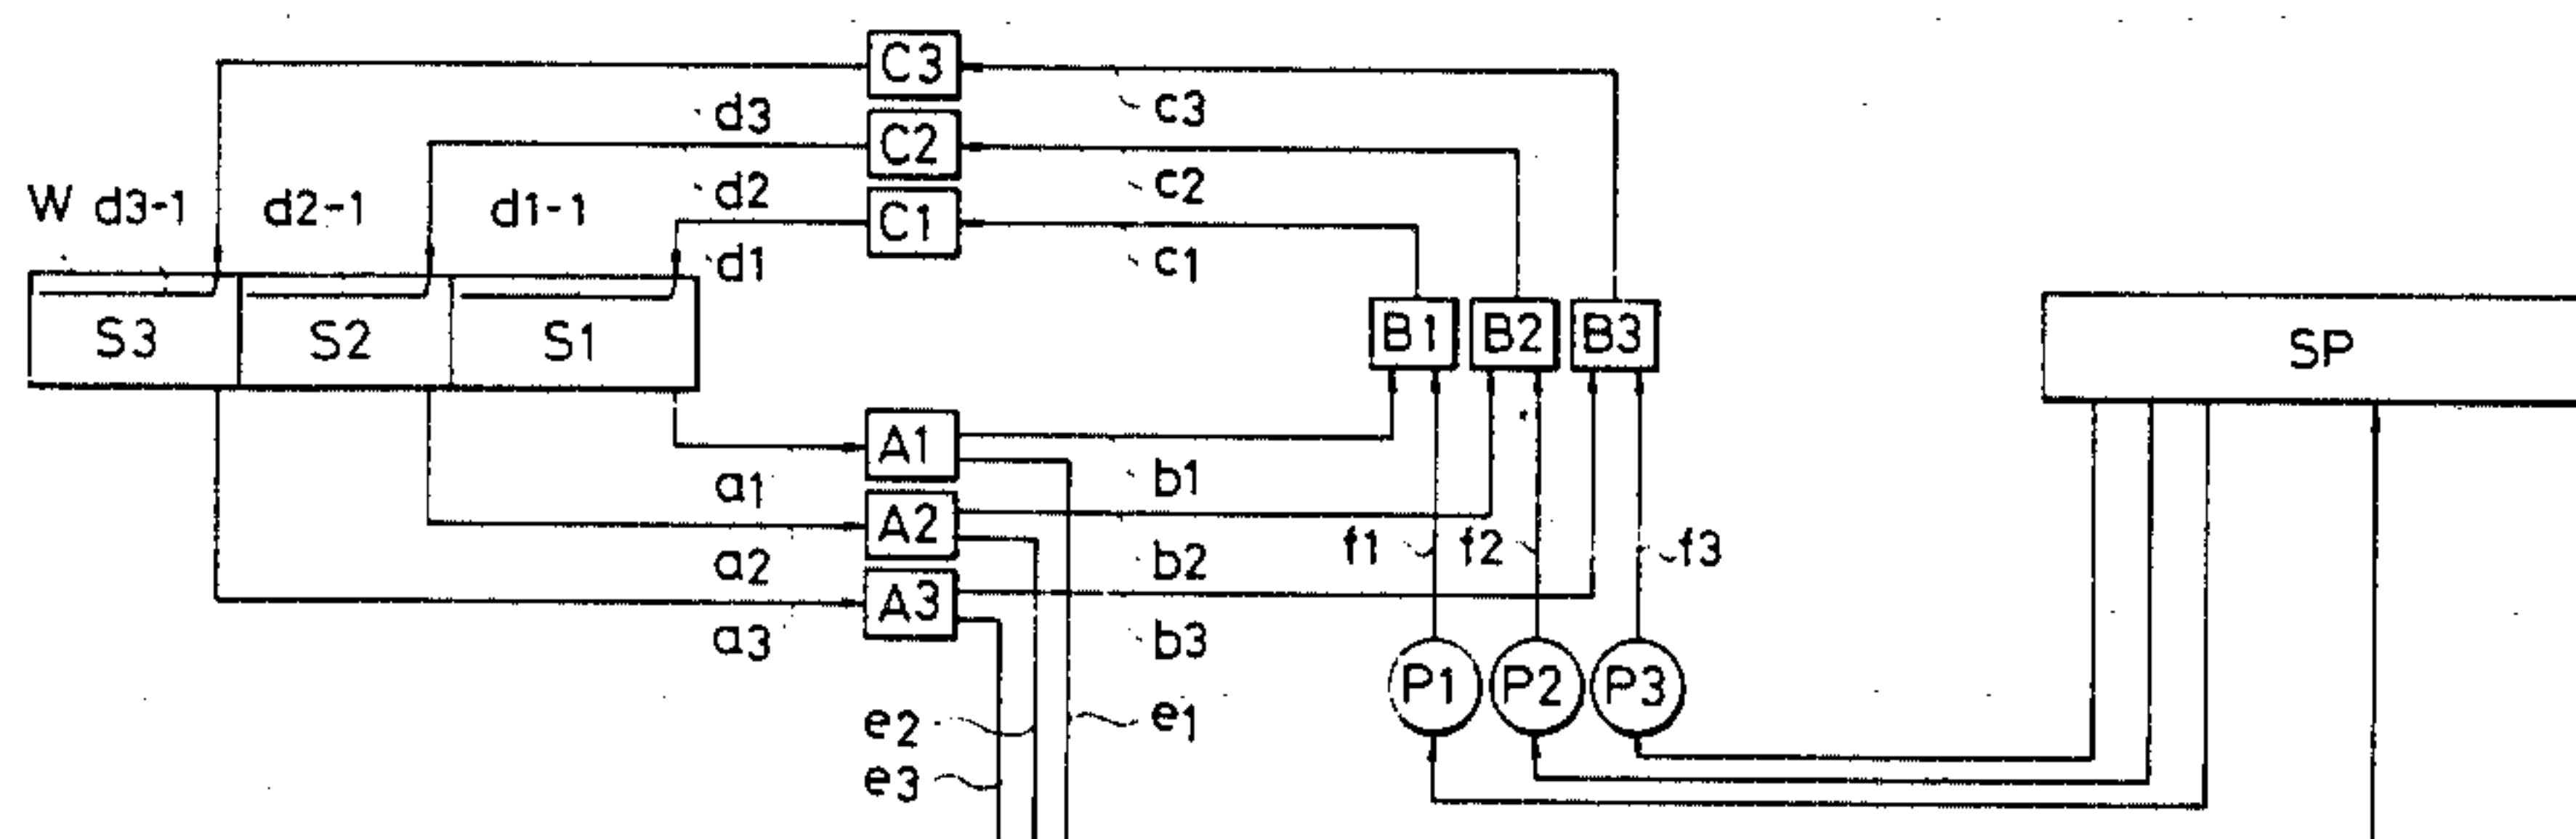 C3
d3
c3
C2
W d3-1 d2-1 d1-1
d2
c2
C1
d1
c1
S3 S2 S1
B1 B2 B3
SP
A1
a1
b1
A2
a2
b2
f1 f2 f3
A3
a3
b3
P1 P2 P3
e2
e1
e3